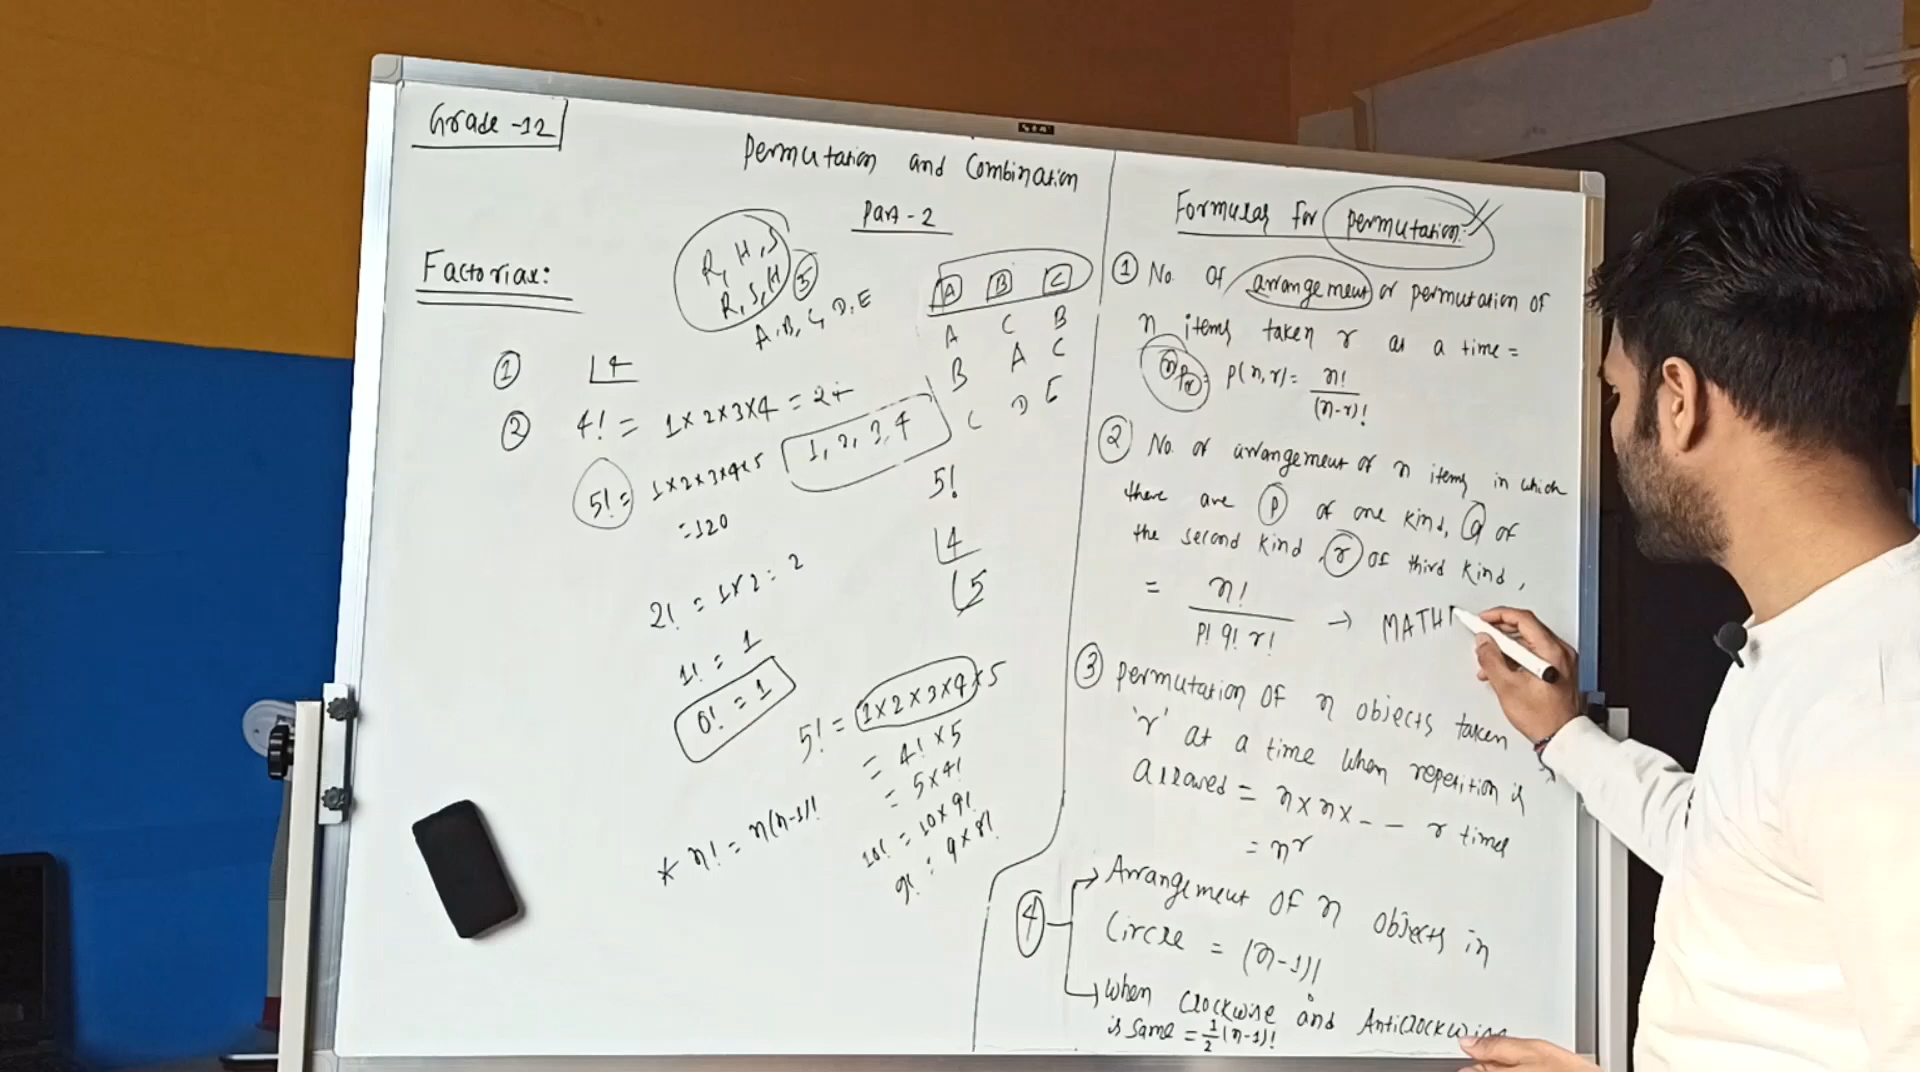 Grade -12
Permutation and Combination
Part - 2
Factorial:
R, H, S
R, S, H
5
A, B, C, D, E
A B C
A C B
B A C
C D E
① ⌊4
② 4! = 1×2×3×4 = 24
1, 2, 3, 4
5! = 1×2×3×4×5
=120
5!
⌊4
⌊5
2! = 1×2 = 2
1! = 1
0! = 1
5! = 1×2×3×4×5
= 4! × 5
= 5×4!
10! = 10×9!
9! = 9×8!
* n! = n(n-1)!
Formulas for permutation:
① No. of arrangement or permutation of
n items taken r at a time =
nPr = P(n,r) = n!/(n-r)!
② No. of arrangement of n items in which
there are P of one kind, q of
the second kind, r of third kind,
= n!/(P! q! r!) → MATH
③ Permutation of n objects taken
'r' at a time when repetition is
allowed = n×n×-- r times
= nʳ
④ → Arrangement of n objects in
Circle = (n-1)!
→ When Clockwise and Anticlockwise
is same = 1/2 (n-1)!